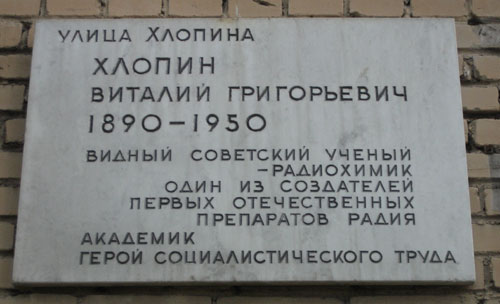 УЛИЦА ХЛОПИНА
ХЛОПИН
ВИТАЛИЙ ГРИГОРЬЕВИЧ
1890-1950
ВИДНЫЙ СОВЕТСКИЙ УЧЕНЫЙ
-РАДИОХИМИК
ОДИН ИЗ СОЗДАТЕЛЕЙ
ПЕРВЫХ ОТЕЧЕСТВЕННЫХ
ПРЕПАРАТОВ РАДИЯ
АКАДЕМИК
ГЕРОЙ СОЦИАЛИСТИЧЕСКОГО ТРУДА